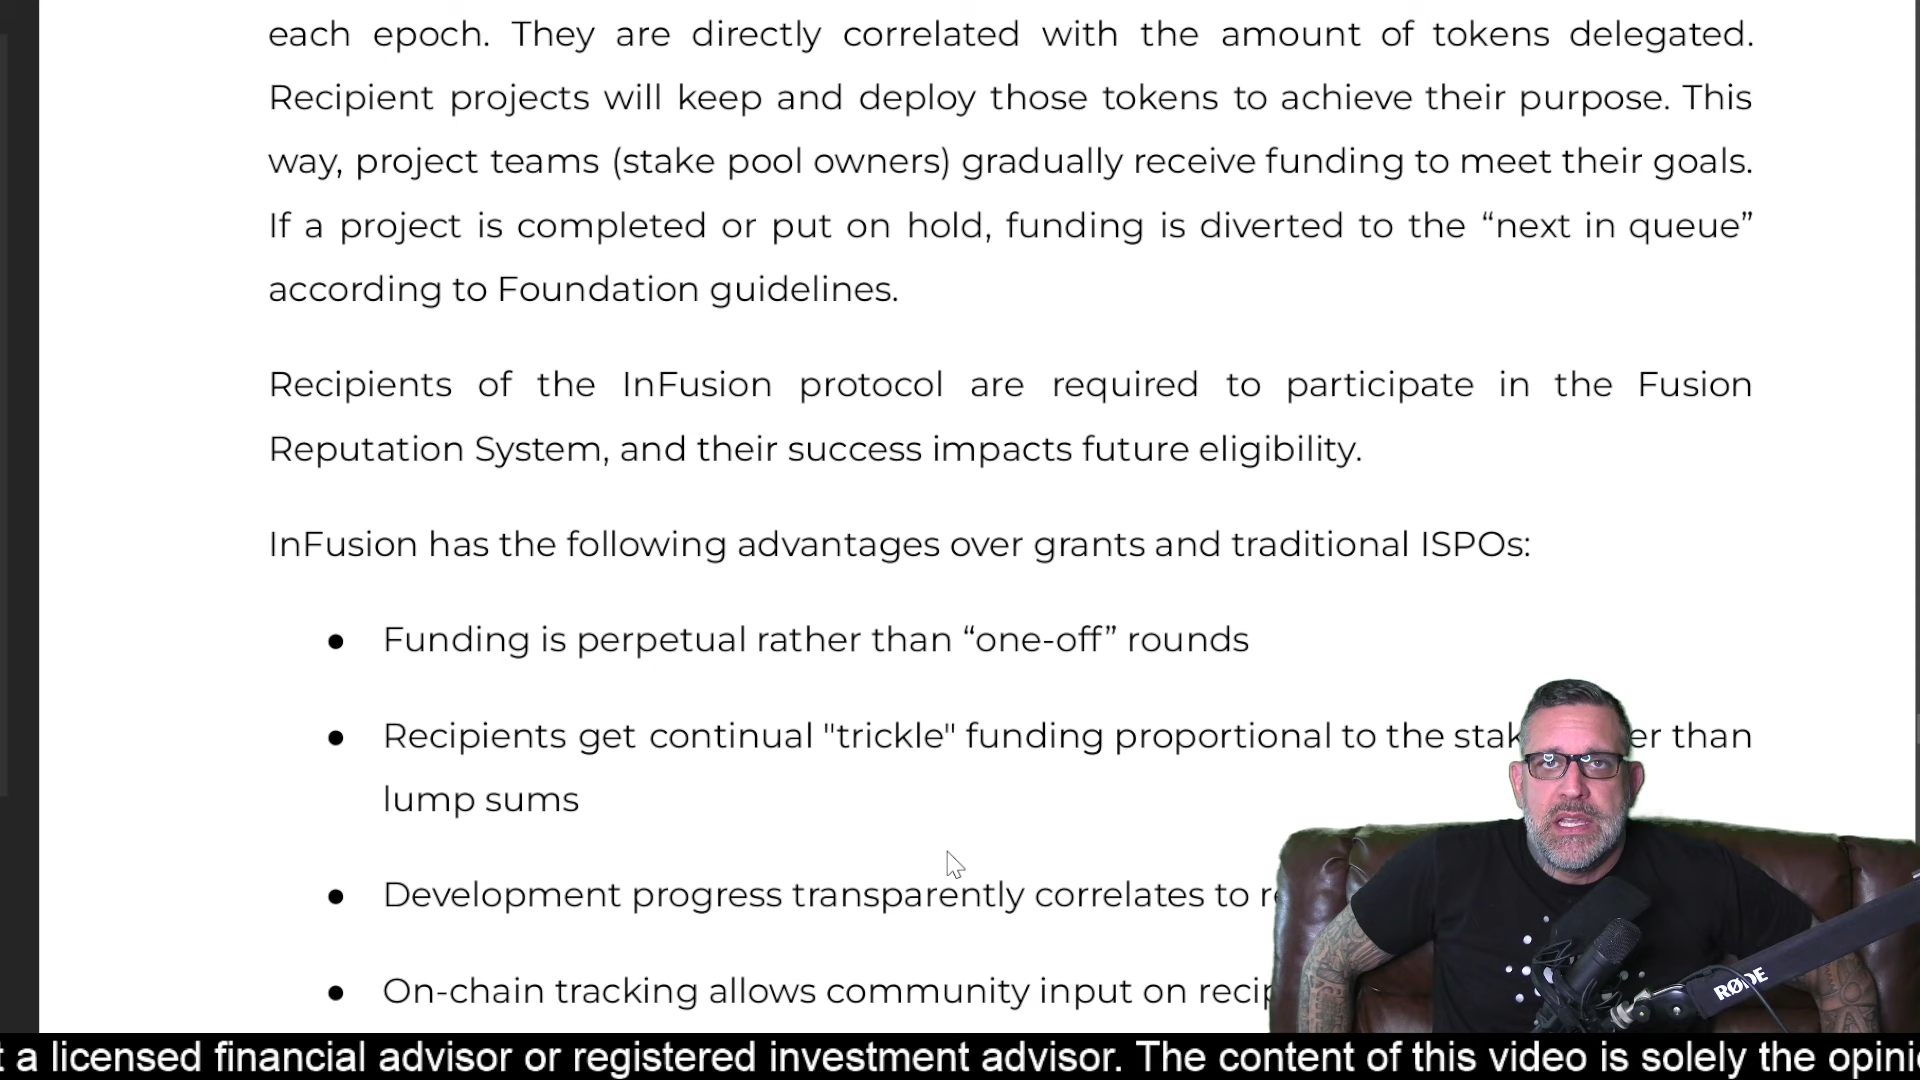 each epoch. They are directly correlated with the amount of tokens delegated.
Recipient projects will keep and deploy those tokens to achieve their purpose. This
way, project teams (stake pool owners) gradually receive funding to meet their goals.
If a project is completed or put on hold, funding is diverted to the “next in queue”
according to Foundation guidelines.
Recipients of the InFusion protocol are required to participate in the Fusion
Reputation System, and their success impacts future eligibility.
InFusion has the following advantages over grants and traditional ISPOs:
● Funding is perpetual rather than “one-off” rounds
● Recipients get continual "trickle" funding proportional to the than
lump sums
● Development progress transparently correlates to
● On-chain tracking allows community input on
RØDE
a licensed financial advisor or registered investment advisor. The content of this video is solely the